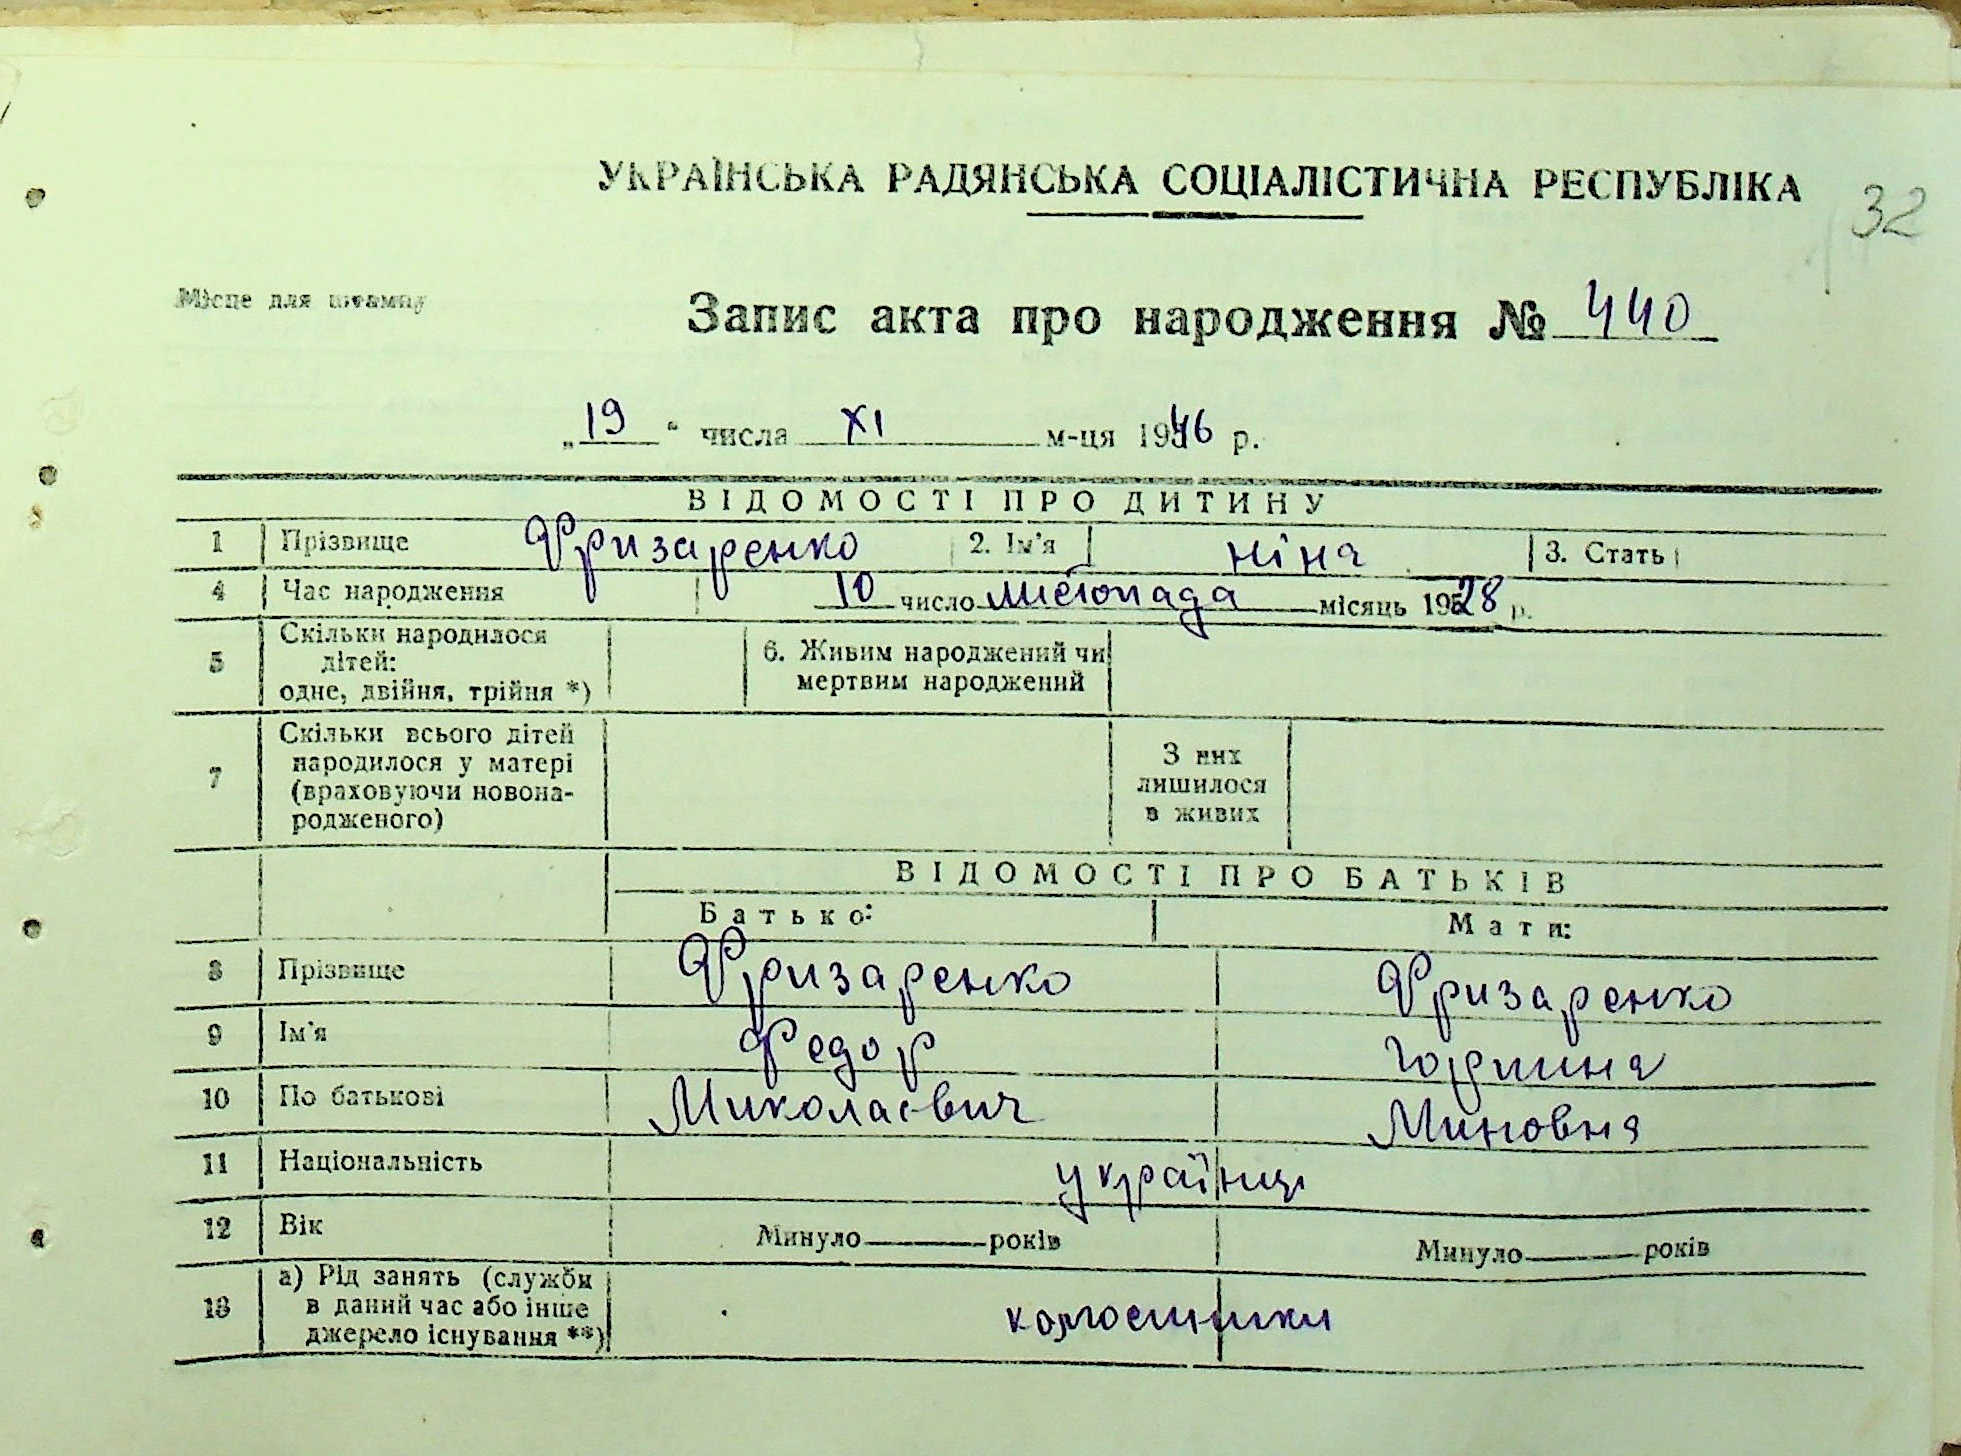 УКРАЇНСЬКА РАДЯНСЬКА СОЦІАЛІСТИЧНА РЕСПУБЛІКА
32
Місце для штампу
Запис акта про народження № 440
„19“ числа XI м-ця 1946 р.
ВІДОМОСТІ ПРО ДИТИНУ
1 Прізвище Фризаренко 2. Ім'я Ніна 3. Стать
4 Час народження 10 число листопада місяць 1928 р.
5 Скільки народилося дітей: одне, двійня, трійня *) 6. Живим народжений чи мертвим народжений
7 Скільки всього дітей народилося у матері (враховуючи новонародженого) З них лишилося в живих
ВІДОМОСТІ ПРО БАТЬКІВ
Батько: Мати:
8 Прізвище Фризаренко Фризаренко
9 Ім'я Федор
10 По батькові Миколаєвич Миновна
11 Національність українці
12 Вік Минуло років Минуло років
13 а) Рід занять (служби в даний час або інше джерело існування **) колгоспники